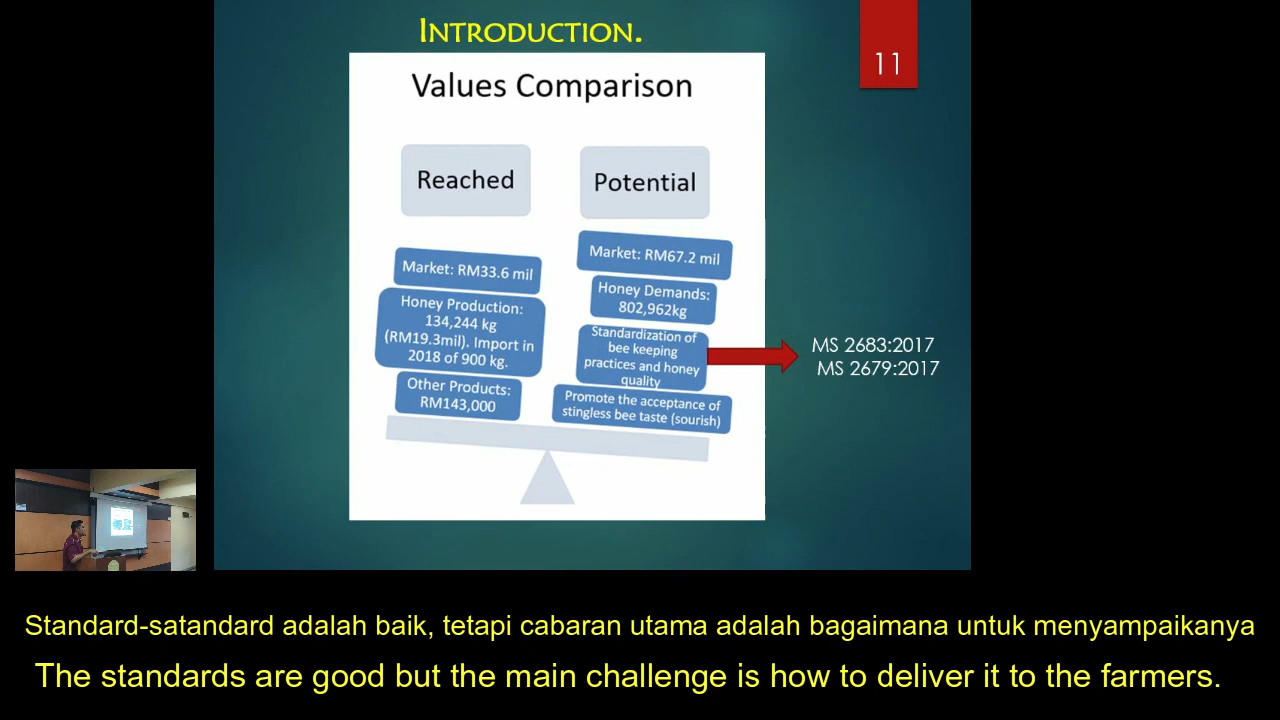 INTRODUCTION.
11
Values Comparison
Reached
Potential
Market: RM33.6 mil
Honey Production:
134,244 kg
(RM19.3mil). Import in
2018 of 900 kg.
Other Products:
RM143,000
Market: RM67.2 mil
Honey Demands:
802,962kg
Standardization of
bee keeping
practices and honey
quality
Promote the acceptance of
stingless bee taste (sourish)
MS 2683:2017
MS 2679:2017
Standard-satandard adalah baik, tetapi cabaran utama adalah bagaimana untuk menyampaikanya
The standards are good but the main challenge is how to deliver it to the farmers.